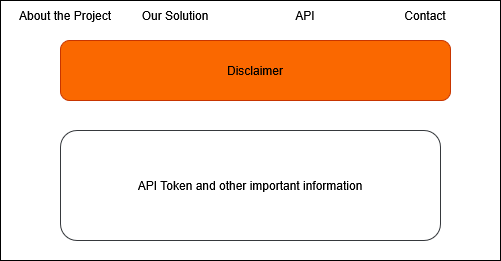 About the Project Our Solution API Contact
Disclaimer
API Token and other important information